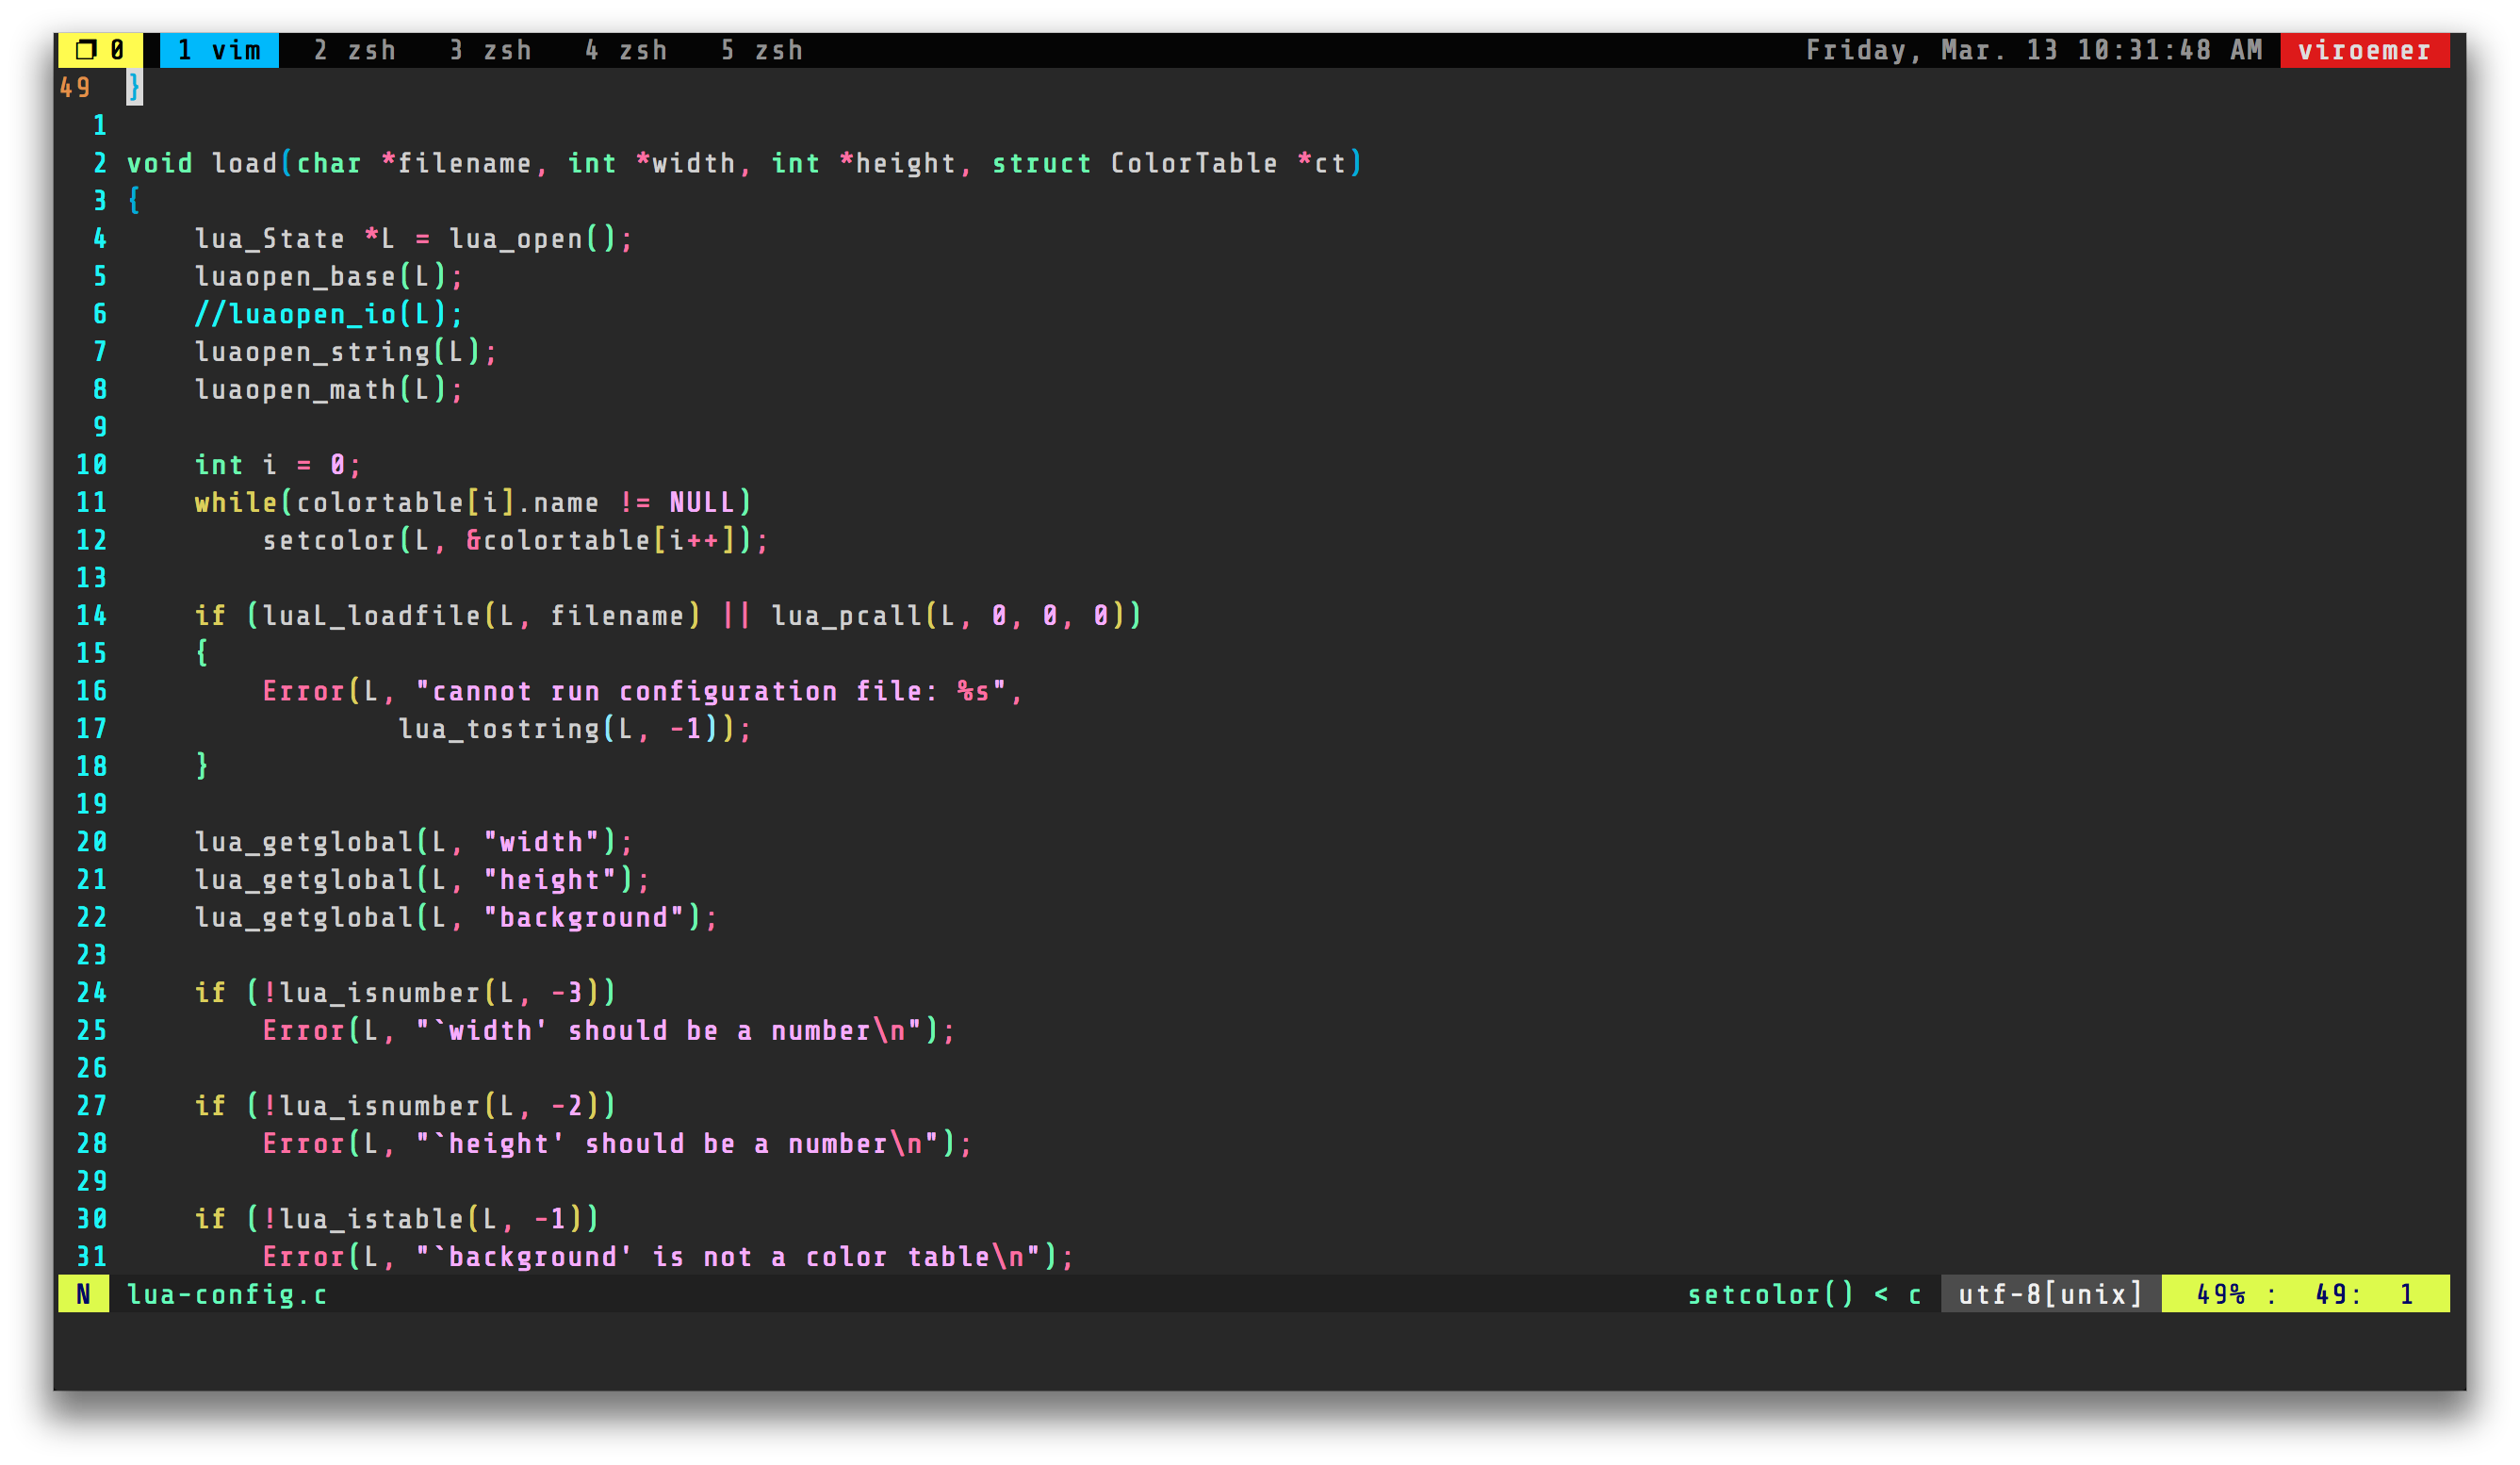 ❐ 0  1 vim  2 zsh  3 zsh  4 zsh  5 zsh  Friday, Mar. 13 10:31:48 AM  viroemer
49  }
  1
  2 void load(char *filename, int *width, int *height, struct ColorTable *ct)
  3 {
  4     lua_State *L = lua_open();
  5     luaopen_base(L);
  6     //luaopen_io(L);
  7     luaopen_string(L);
  8     luaopen_math(L);
  9
 10     int i = 0;
 11     while(colortable[i].name != NULL)
 12         setcolor(L, &colortable[i++]);
 13
 14     if (luaL_loadfile(L, filename) || lua_pcall(L, 0, 0, 0))
 15     {
 16         Error(L, "cannot run configuration file: %s",
 17                 lua_tostring(L, -1));
 18     }
 19
 20     lua_getglobal(L, "width");
 21     lua_getglobal(L, "height");
 22     lua_getglobal(L, "background");
 23
 24     if (!lua_isnumber(L, -3))
 25         Error(L, "`width' should be a number\n");
 26
 27     if (!lua_isnumber(L, -2))
 28         Error(L, "`height' should be a number\n");
 29
 30     if (!lua_istable(L, -1))
 31         Error(L, "`background' is not a color table\n");
N  lua-config.c  setcolor() < c  utf-8[unix]  49% :  49:  1